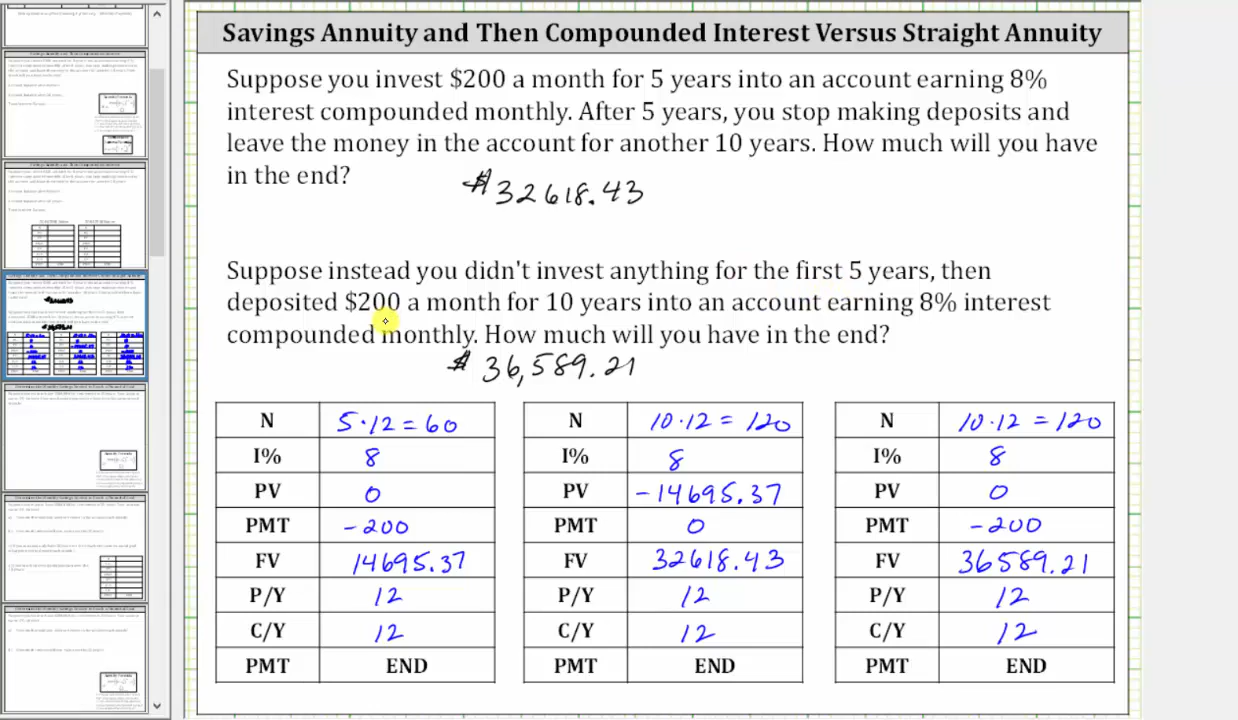 Savings Annuity and Then Compounded Interest Versus Straight Annuity
Suppose you invest $200 a month for 5 years into an account earning 8%
interest compounded monthly. After 5 years, you stop making deposits and
leave the money in the account for another 10 years. How much will you have
in the end?
$32618.43
Suppose instead you didn't invest anything for the first 5 years, then
deposited $200 a month for 10 years into an account earning 8% interest
compounded monthly. How much will you have in the end?
$36,589.21
N 5·12=60 N 10·12=120 N 10·12=120
I% 8 I% 8 I% 8
PV 0 PV -14695.37 PV 0
PMT -200 PMT 0 PMT -200
FV 14695.37 FV 32618.43 FV 36589.21
P/Y 12 P/Y 12 P/Y 12
C/Y 12 C/Y 12 C/Y 12
PMT END PMT END PMT END